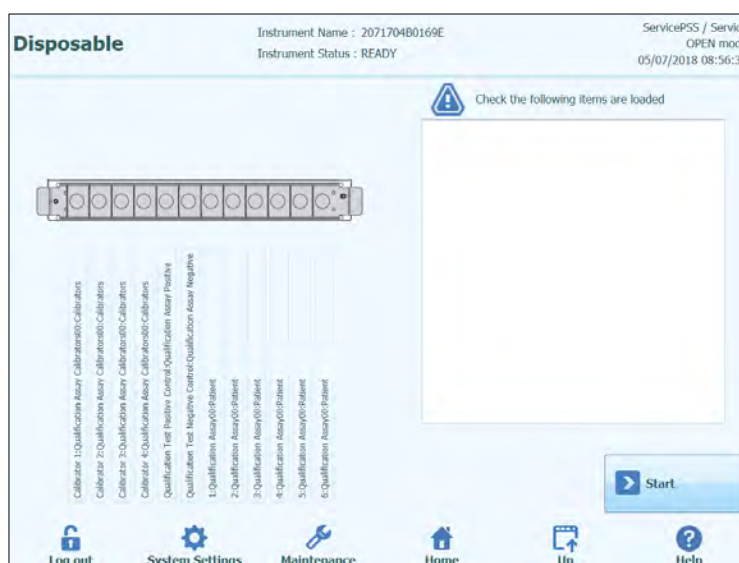 Disposable
Instrument Name : 2071704B0169E
Instrument Status : READY
ServicePSS / Servic
OPEN mod
05/07/2018 08:56:3
Check the following items are loaded
Calibrator 1:Qualification Assay Calibrators00:Calibrators
Calibrator 2:Qualification Assay Calibrators00:Calibrators
Calibrator 3:Qualification Assay Calibrators00:Calibrators
Calibrator 4:Qualification Assay Calibrators00:Calibrators
Qualification Test Positive Control:Qualification Assay Positive
Qualification Test Negative Control:Qualification Assay Negative
1:Qualification Assay00:Patient
2:Qualification Assay00:Patient
3:Qualification Assay00:Patient
4:Qualification Assay00:Patient
5:Qualification Assay00:Patient
6:Qualification Assay00:Patient
Start
Log out
System Settings
Maintenance
Home
Up
Help